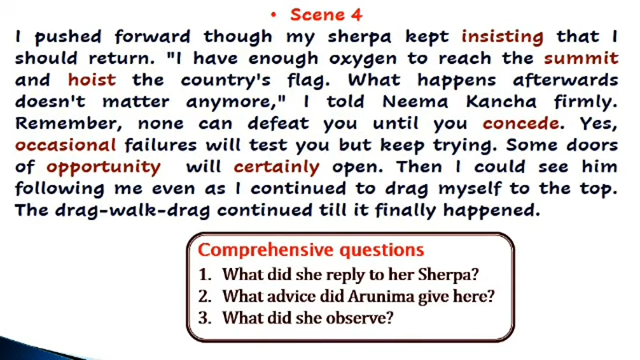 • Scene 4
I pushed forward though my sherpa kept insisting that I
should return. "I have enough oxygen to reach the summit
and hoist the country's flag. What happens afterwards
doesn't matter anymore," I told Neema Kancha firmly.
Remember, none can defeat you until you concede. Yes,
occasional failures will test you but keep trying. Some doors
of opportunity will certainly open. Then I could see him
following me even as I continued to drag myself to the top.
The drag-walk-drag continued till it finally happened.
Comprehensive questions
1. What did she reply to her Sherpa?
2. What advice did Arunima give here?
3. What did she observe?